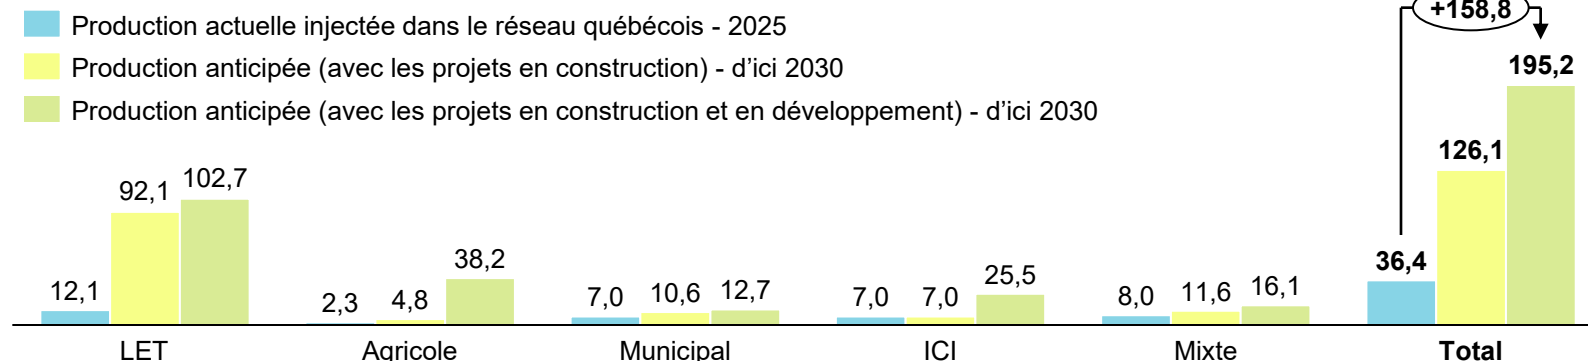 +158,8
Production actuelle injectée dans le réseau québécois - 2025
Production anticipée (avec les projets en construction) - d’ici 2030
Production anticipée (avec les projets en construction et en développement) - d’ici 2030
12,1 92,1 102,7
2,3 4,8 38,2
7,0 10,6 12,7
7,0 7,0 25,5
8,0 11,6 16,1
36,4 126,1 195,2
LET Agricole Municipal ICI Mixte Total